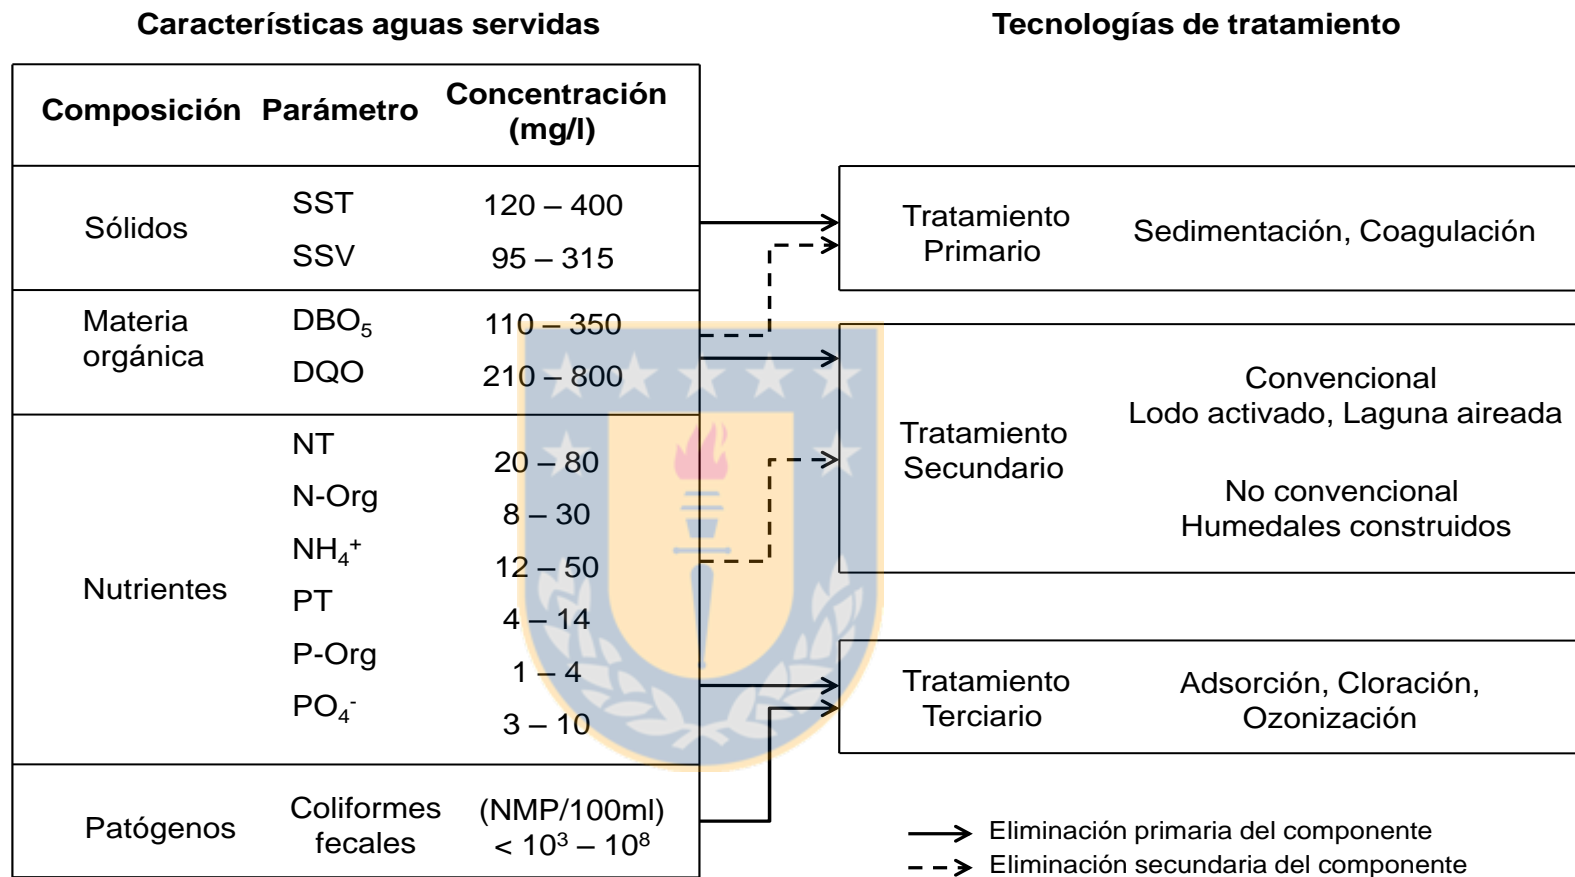 Características aguas servidas
Tecnologías de tratamiento
Composición Parámetro Concentración (mg/l)
Sólidos
SST 120 – 400
SSV 95 – 315
Materia orgánica
DBO₅ 110 – 350
DQO 210 – 800
Nutrientes
NT 20 – 80
N-Org 8 – 30
NH₄⁺ 12 – 50
PT 4 – 14
P-Org 1 – 4
PO₄⁻ 3 – 10
Patógenos
Coliformes fecales
(NMP/100ml)
< 10³ – 10⁸
Tratamiento Primario
Sedimentación, Coagulación
Tratamiento Secundario
Convencional
Lodo activado, Laguna aireada
No convencional
Humedales construidos
Tratamiento Terciario
Adsorción, Cloración,
Ozonización
Eliminación primaria del componente
Eliminación secundaria del componente